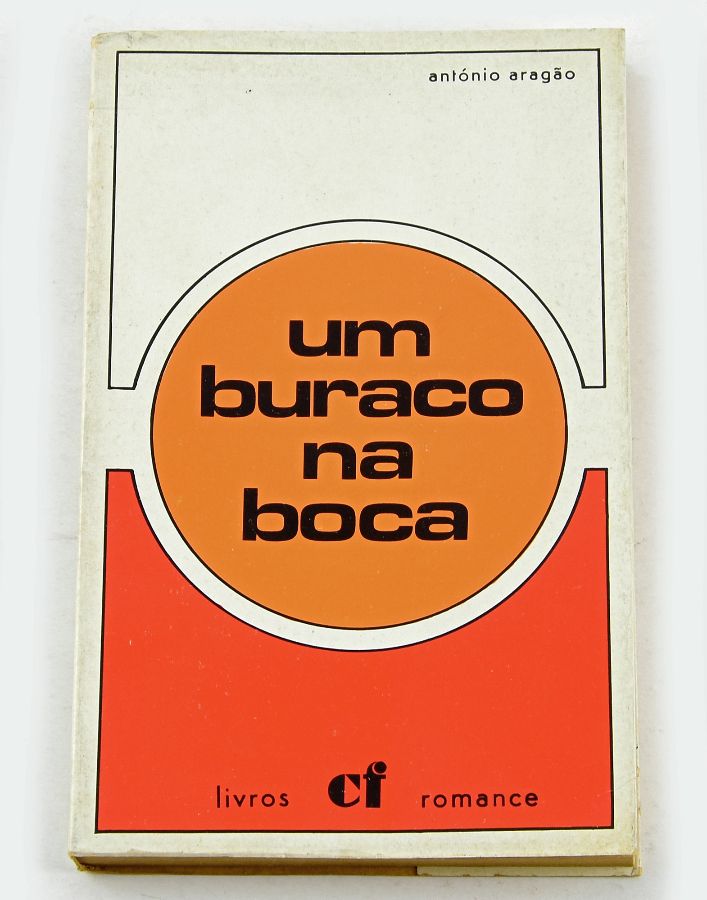 antónio aragão
um
buraco
na
boca
livros cf romance